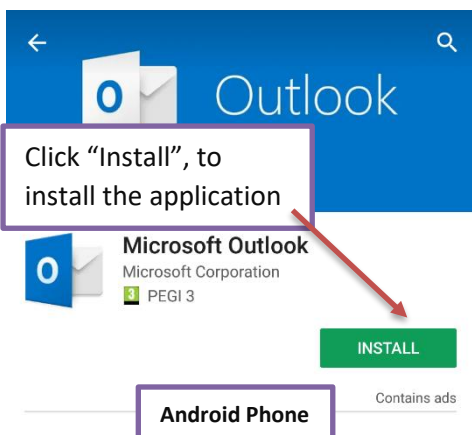 O Outlook
Click “Install”, to
install the application
O Microsoft Outlook
Microsoft Corporation
3 PEGI 3
INSTALL
Contains ads
Android Phone